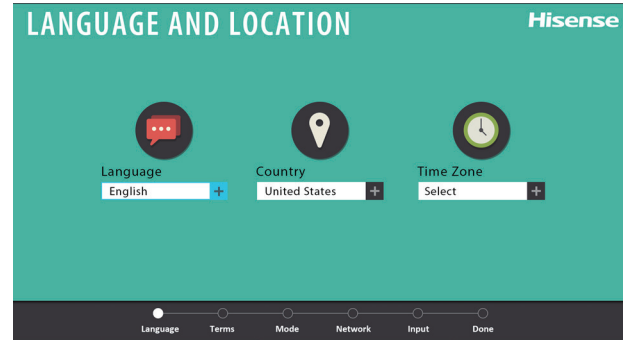 LANGUAGE AND LOCATION
Hisense
Language
Country
Time Zone
English +
United States +
Select +
Language Terms Mode Network Input Done